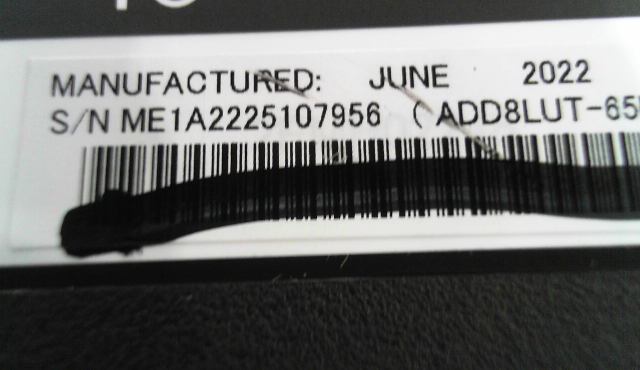 MANUFACTURED: JUNE 2022
S/N ME1A2225107956 (ADD8LUT-65